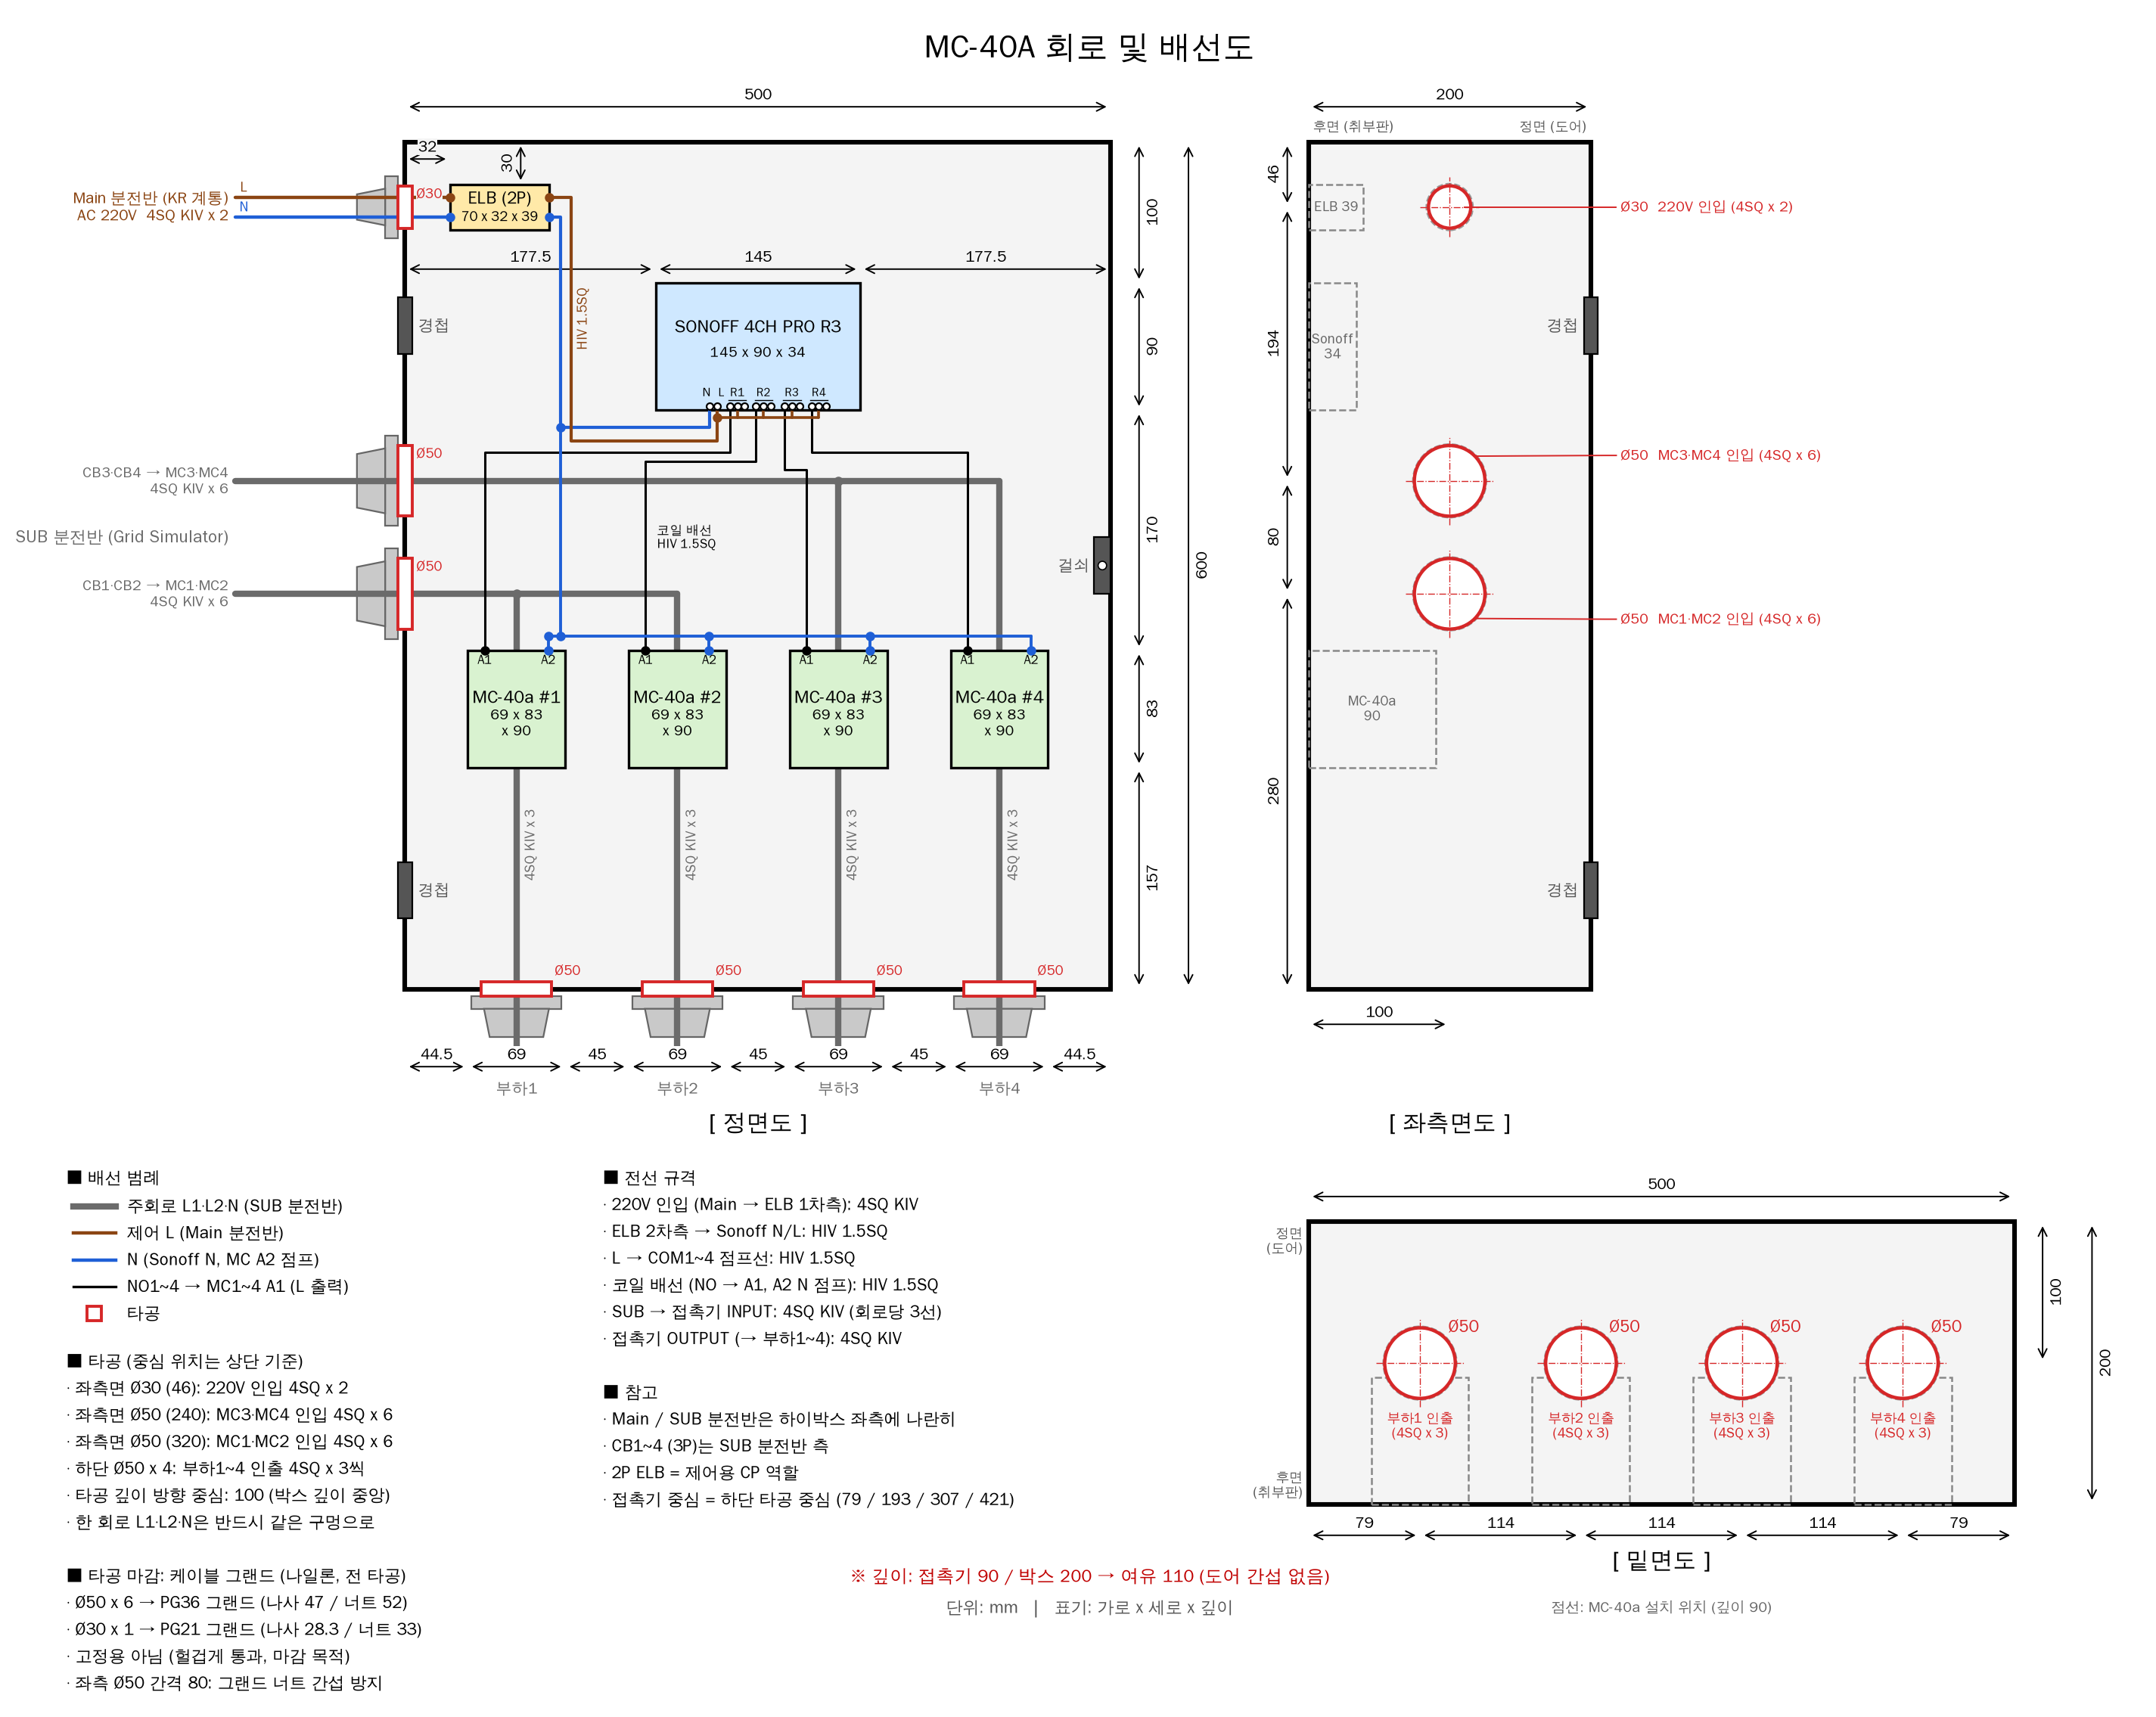 MC-40A 회로 및 배선도
500
32
30
Main 분전반 (KR 계통)
AC 220V  4SQ KIV x 2
L
N
Ø30
ELB (2P)
70 x 32 x 39
177.5
145
177.5
HIV 1.5SQ
경첩
SONOFF 4CH PRO R3
145 x 90 x 34
N L R1 R2 R3 R4
CB3·CB4 → MC3·MC4
4SQ KIV x 6
Ø50
SUB 분전반 (Grid Simulator)
코일 배선
HIV 1.5SQ
걸쇠
CB1·CB2 → MC1·MC2
4SQ KIV x 6
Ø50
A1 A2 A1 A2 A1 A2 A1 A2
MC-40a #1
69 x 83
x 90
MC-40a #2
69 x 83
x 90
MC-40a #3
69 x 83
x 90
MC-40a #4
69 x 83
x 90
4SQ KIV x 3
4SQ KIV x 3
4SQ KIV x 3
4SQ KIV x 3
경첩
Ø50
Ø50
Ø50
Ø50
44.5 69 45 69 45 69 45 69 44.5
부하1
부하2
부하3
부하4
100
90
170
83
157
600
[ 정면도 ]
200
후면 (취부판)
정면 (도어)
46
194
80
280
ELB 39
Sonoff
34
MC-40a
90
Ø30  220V 인입 (4SQ x 2)
경첩
Ø50  MC3·MC4 인입 (4SQ x 6)
Ø50  MC1·MC2 인입 (4SQ x 6)
경첩
100
[ 좌측면도 ]
■ 배선 범례
주회로 L1·L2·N (SUB 분전반)
제어 L (Main 분전반)
N (Sonoff N, MC A2 점프)
NO1~4 → MC1~4 A1 (L 출력)
타공
■ 타공 (중심 위치는 상단 기준)
· 좌측면 Ø30 (46): 220V 인입 4SQ x 2
· 좌측면 Ø50 (240): MC3·MC4 인입 4SQ x 6
· 좌측면 Ø50 (320): MC1·MC2 인입 4SQ x 6
· 하단 Ø50 x 4: 부하1~4 인출 4SQ x 3씩
· 타공 깊이 방향 중심: 100 (박스 깊이 중앙)
· 한 회로 L1·L2·N은 반드시 같은 구멍으로
■ 타공 마감: 케이블 그랜드 (나일론, 전 타공)
· Ø50 x 6 → PG36 그랜드 (나사 47 / 너트 52)
· Ø30 x 1 → PG21 그랜드 (나사 28.3 / 너트 33)
· 고정용 아님 (헐겁게 통과, 마감 목적)
· 좌측 Ø50 간격 80: 그랜드 너트 간섭 방지
■ 전선 규격
· 220V 인입 (Main → ELB 1차측): 4SQ KIV
· ELB 2차측 → Sonoff N/L: HIV 1.5SQ
· L → COM1~4 점프선: HIV 1.5SQ
· 코일 배선 (NO → A1, A2 N 점프): HIV 1.5SQ
· SUB → 접촉기 INPUT: 4SQ KIV (회로당 3선)
· 접촉기 OUTPUT (→ 부하1~4): 4SQ KIV
■ 참고
· Main / SUB 분전반은 하이박스 좌측에 나란히
· CB1~4 (3P)는 SUB 분전반 측
· 2P ELB = 제어용 CP 역할
· 접촉기 중심 = 하단 타공 중심 (79 / 193 / 307 / 421)
※ 깊이: 접촉기 90 / 박스 200 → 여유 110 (도어 간섭 없음)
단위: mm  |  표기: 가로 x 세로 x 깊이
500
정면
(도어)
Ø50
Ø50
Ø50
Ø50
부하1 인출
(4SQ x 3)
부하2 인출
(4SQ x 3)
부하3 인출
(4SQ x 3)
부하4 인출
(4SQ x 3)
후면
(취부판)
100
200
79 114 114 114 79
[ 밑면도 ]
점선: MC-40a 설치 위치 (깊이 90)